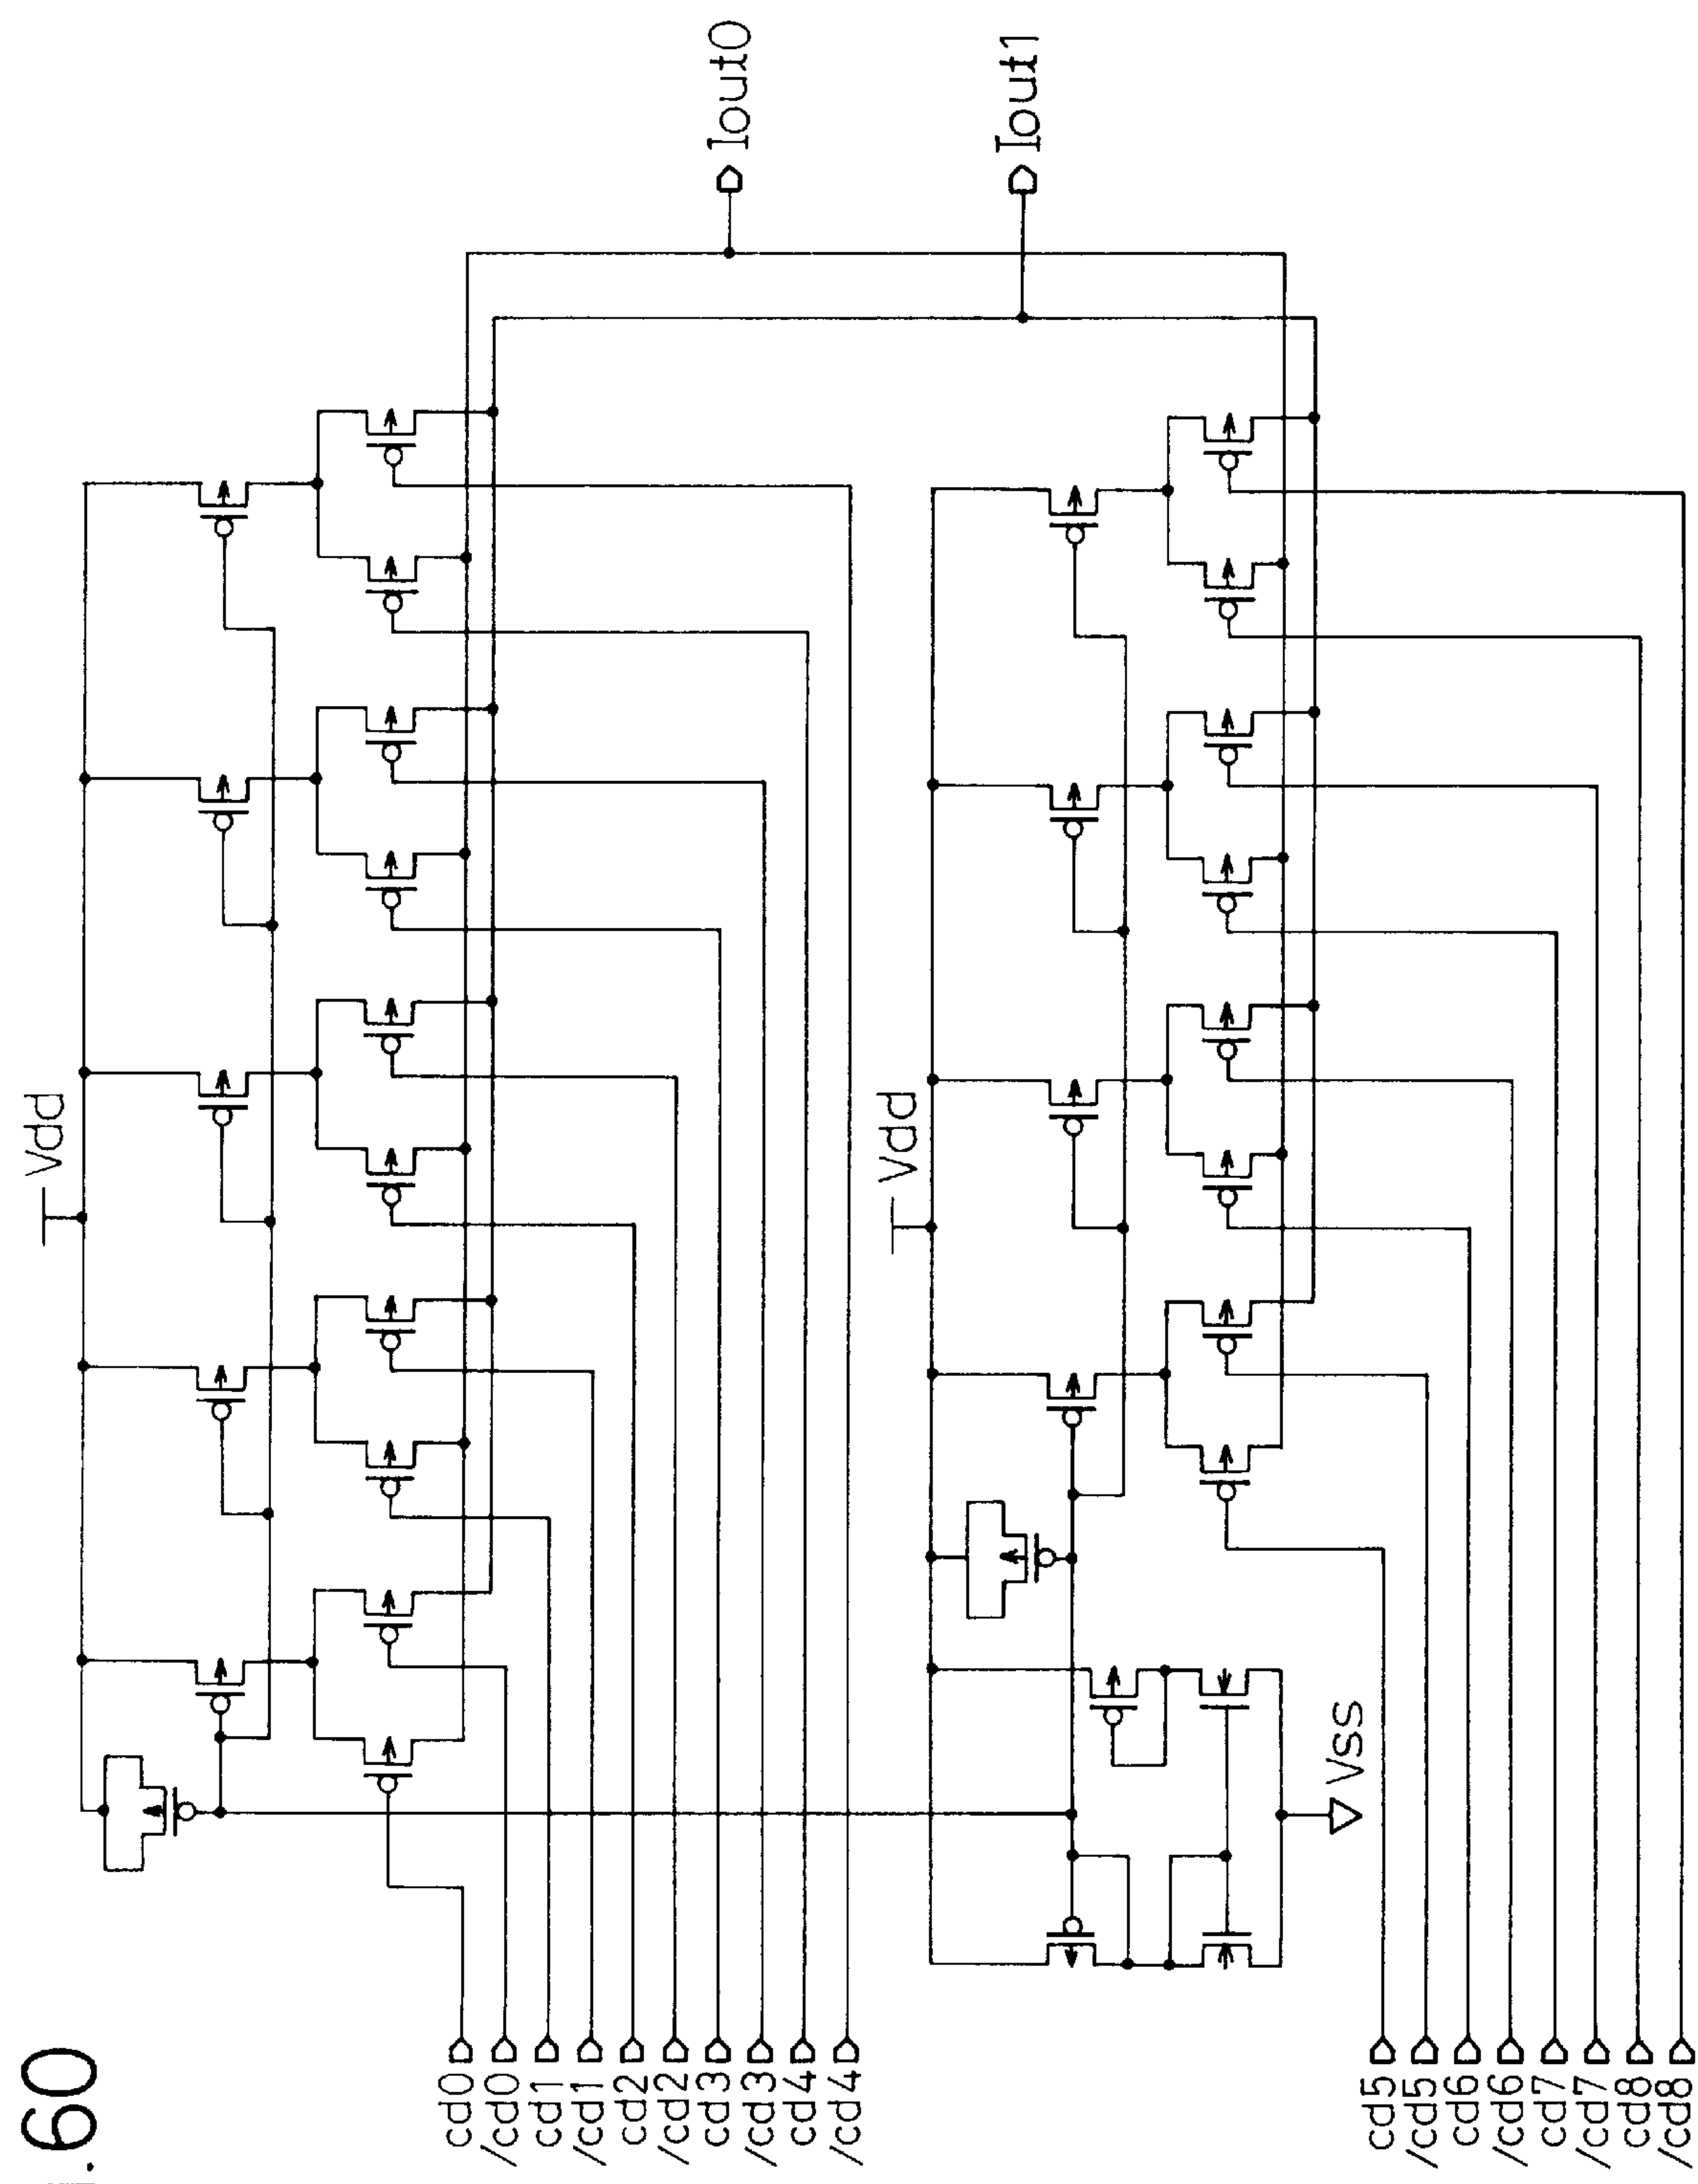 .60
Vdd
cd0
/cd0
cd1
/cd1
cd2
/cd2
cd3
/cd3
cd4
/cd4
Iout0
Iout1
Vdd
Vss
cd5
/cd5
cd6
/cd6
cd7
/cd7
cd8
/cd8